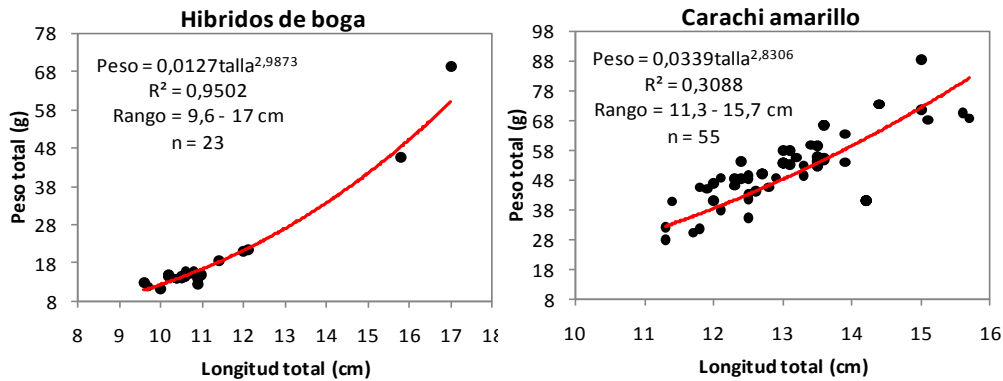 Hibridos de boga
Peso total (g)
78
68
58
48
38
28
18
8
Peso = 0,0127talla2,9873
R² = 0,9502
Rango = 9,6 - 17 cm
n = 23
8 9 10 11 12 13 14 15 16 17 18
Longitud total (cm)
Carachi amarillo
Peso total (g)
98
88
78
68
58
48
38
28
18
8
Peso = 0,0339talla2,8306
R² = 0,3088
Rango = 11,3 - 15,7 cm
n = 55
10 11 12 13 14 15 16
Longitud total (cm)